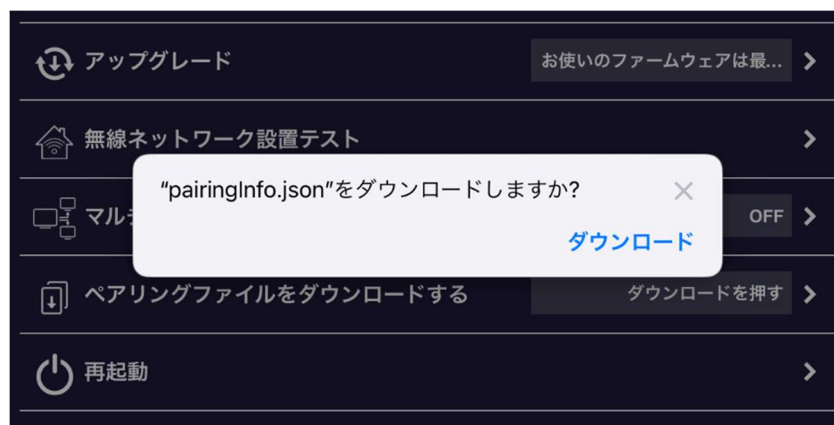 アップグレード
お使いのファームウェアは最...
無線ネットワーク設置テスト
“pairingInfo.json”をダウンロードしますか?
マルチ
OFF
ダウンロード
ペアリングファイルをダウンロードする
ダウンロードを押す
再起動